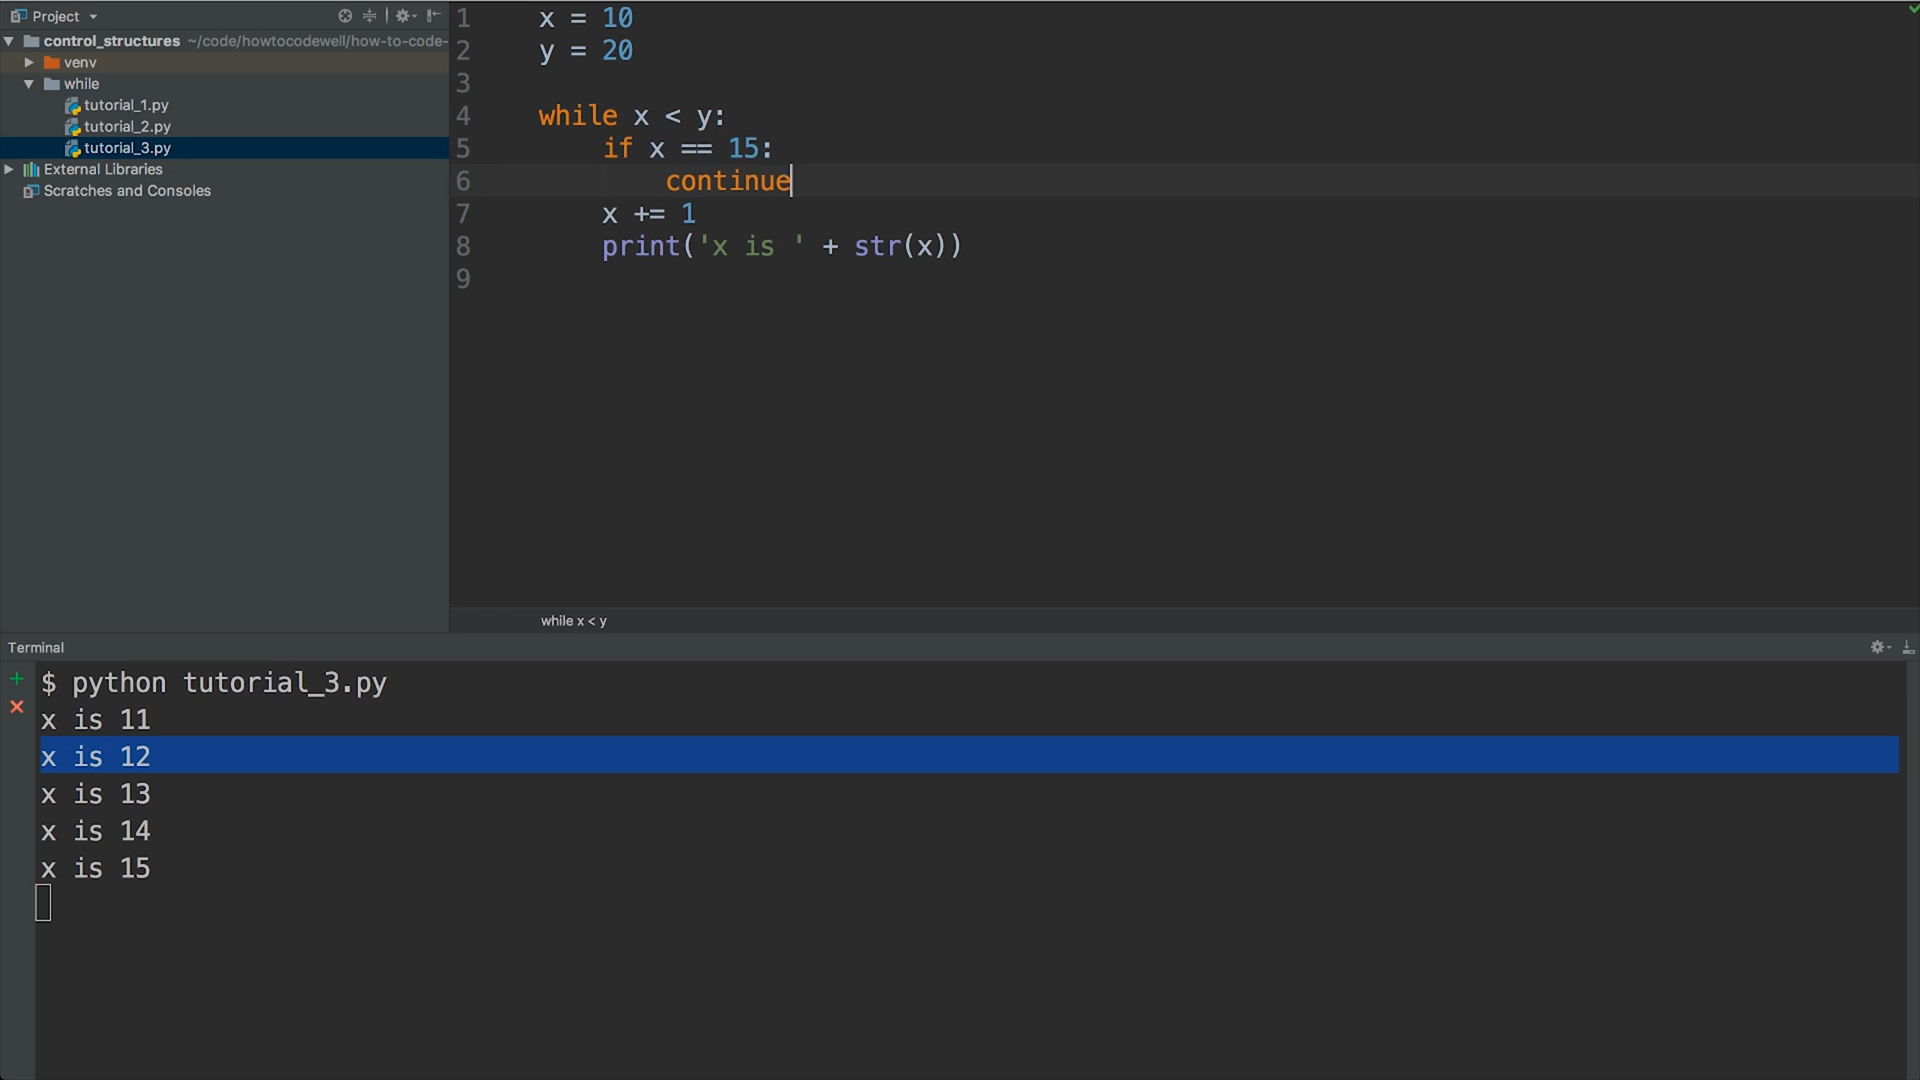 Project
control_structures ~/code/howtocodewell/how-to-code-
venv
while
tutorial_1.py
tutorial_2.py
tutorial_3.py
External Libraries
Scratches and Consoles
1 x = 10
2 y = 20
3
4 while x < y:
5 if x == 15:
6 continue
7 x += 1
8 print('x is ' + str(x))
9
while x < y
Terminal
$ python tutorial_3.py
x is 11
x is 12
x is 13
x is 14
x is 15